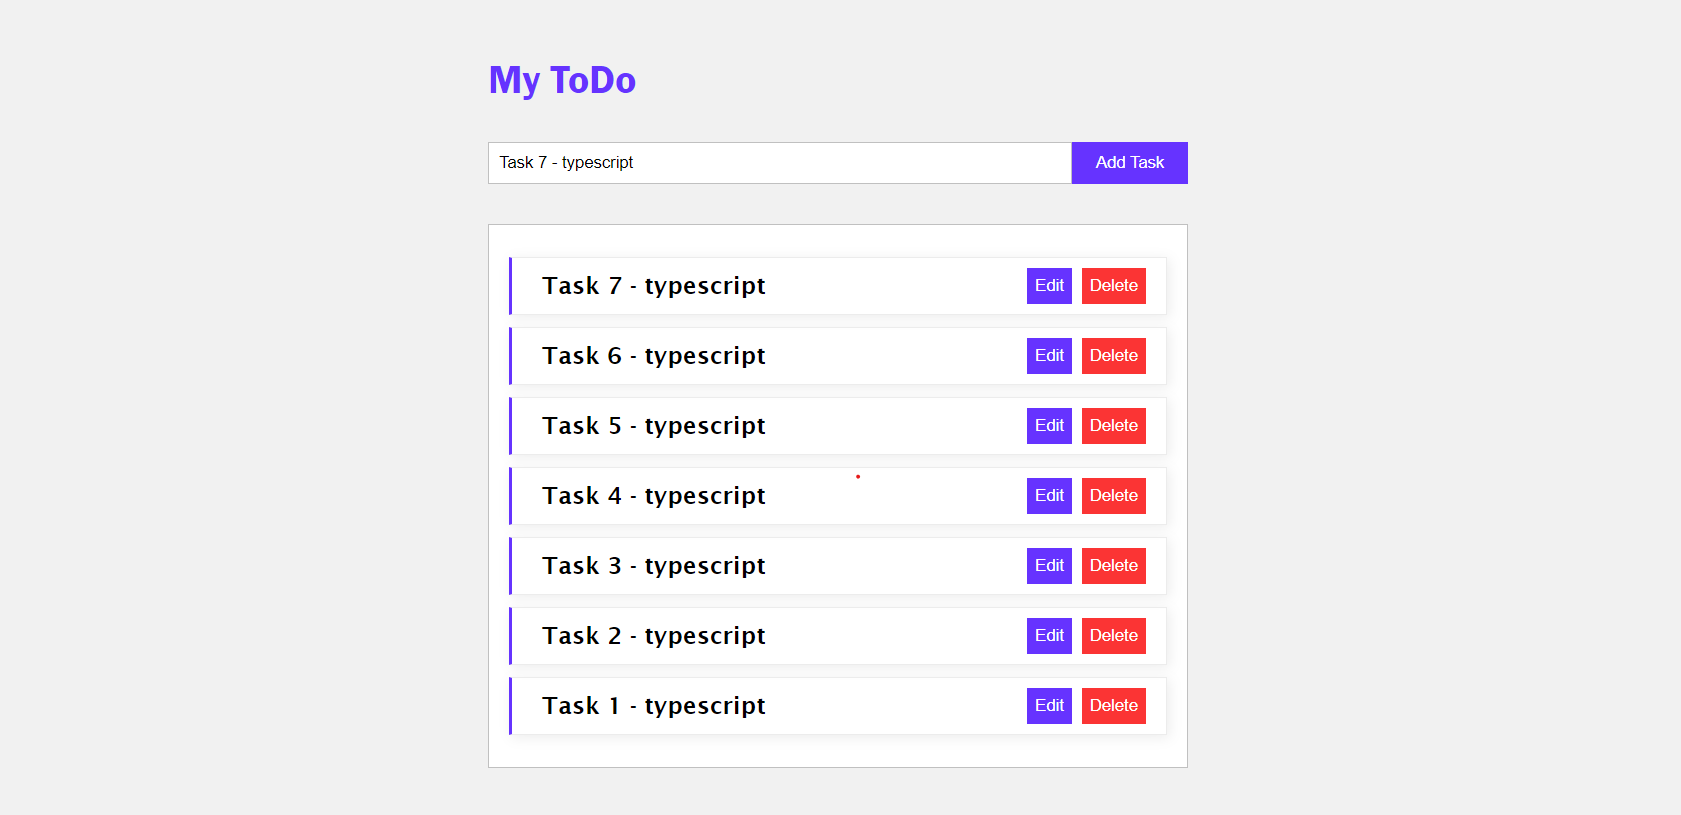 My ToDo
Task 7 - typescript Add Task
Task 7 - typescript Edit Delete
Task 6 - typescript Edit Delete
Task 5 - typescript Edit Delete
Task 4 - typescript Edit Delete
Task 3 - typescript Edit Delete
Task 2 - typescript Edit Delete
Task 1 - typescript Edit Delete